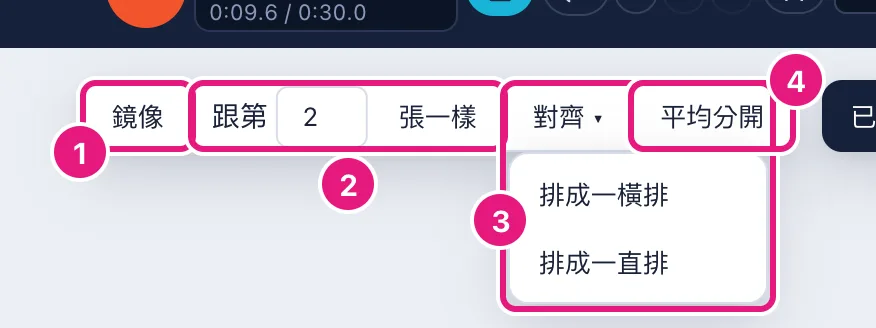 0:09.6 / 0:30.0
鏡像 跟第 2 張一樣 對齊 ▾ 平均分開 已
1 2 3 4
排成一橫排
排成一直排